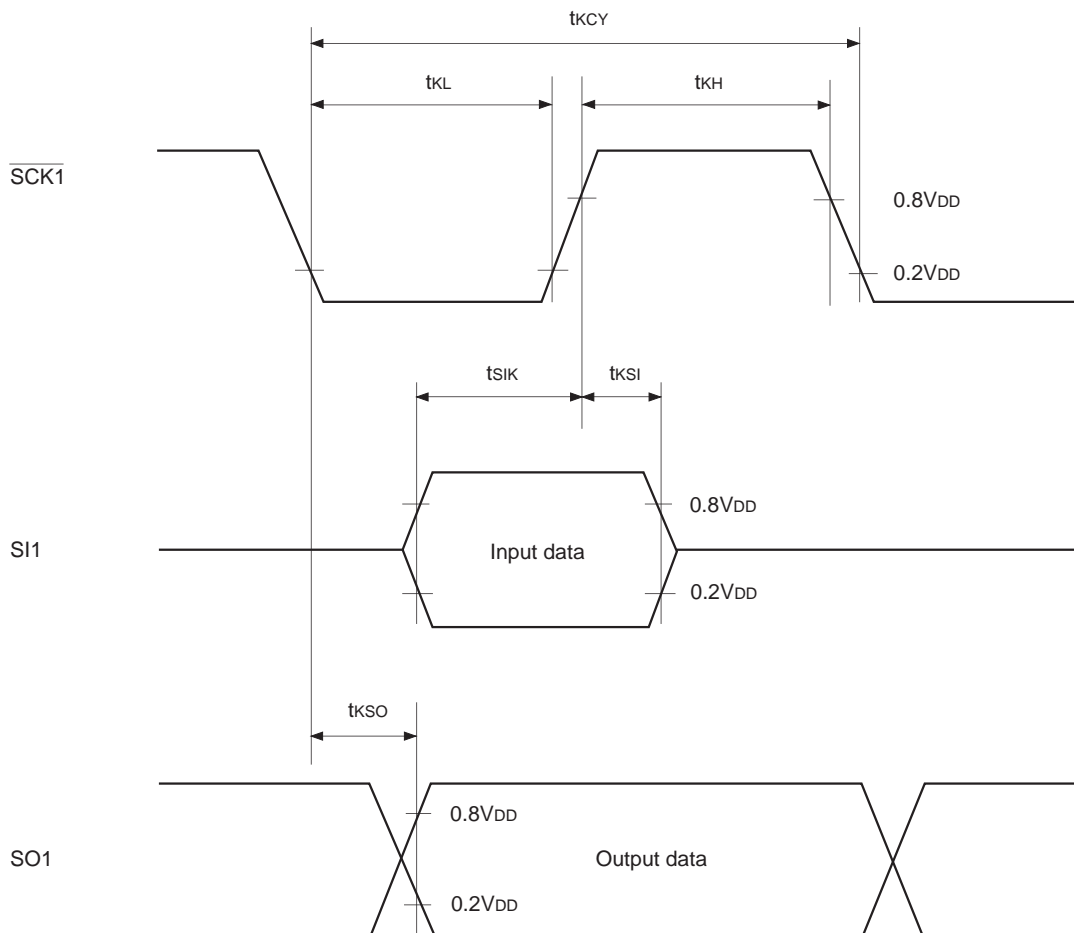 tKCY
tKL
tKH
SCK1
0.8VDD
0.2VDD
tSIK
tKSI
0.8VDD
SI1
Input data
0.2VDD
tKSO
0.8VDD
SO1
Output data
0.2VDD